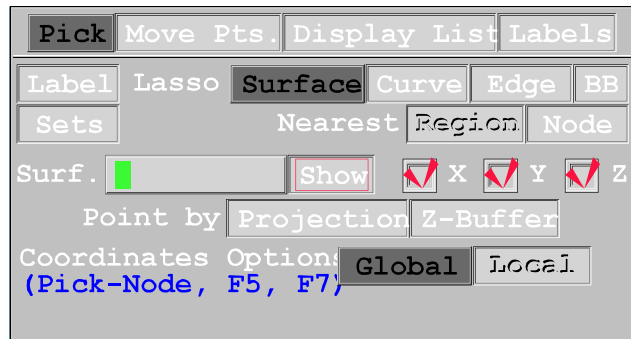 Pick Move Pts. Display List Labels
Label Lasso Surface Curve Edge BB
Sets Nearest Region Node
Surf. Show X Y Z
Point by Projection Z-Buffer
Coordinates Options Global Local
(Pick-Node, F5, F7)